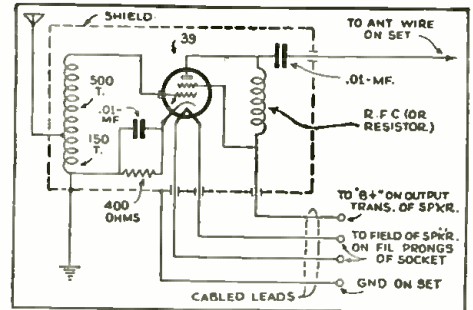 SHIELD
39
TO ANT WIRE
ON SET
500
T.
.01-
MF.
.01-MF.
150
T.
R.F.C (OR
RESISTOR.)
400
OHMS
TO "B+" ON OUTPUT
TRANS. OF SPKR.
TO FIELD OF SPKR.
ON FIL PRONGS
OF SOCKET
GND ON SET
CABLED LEADS